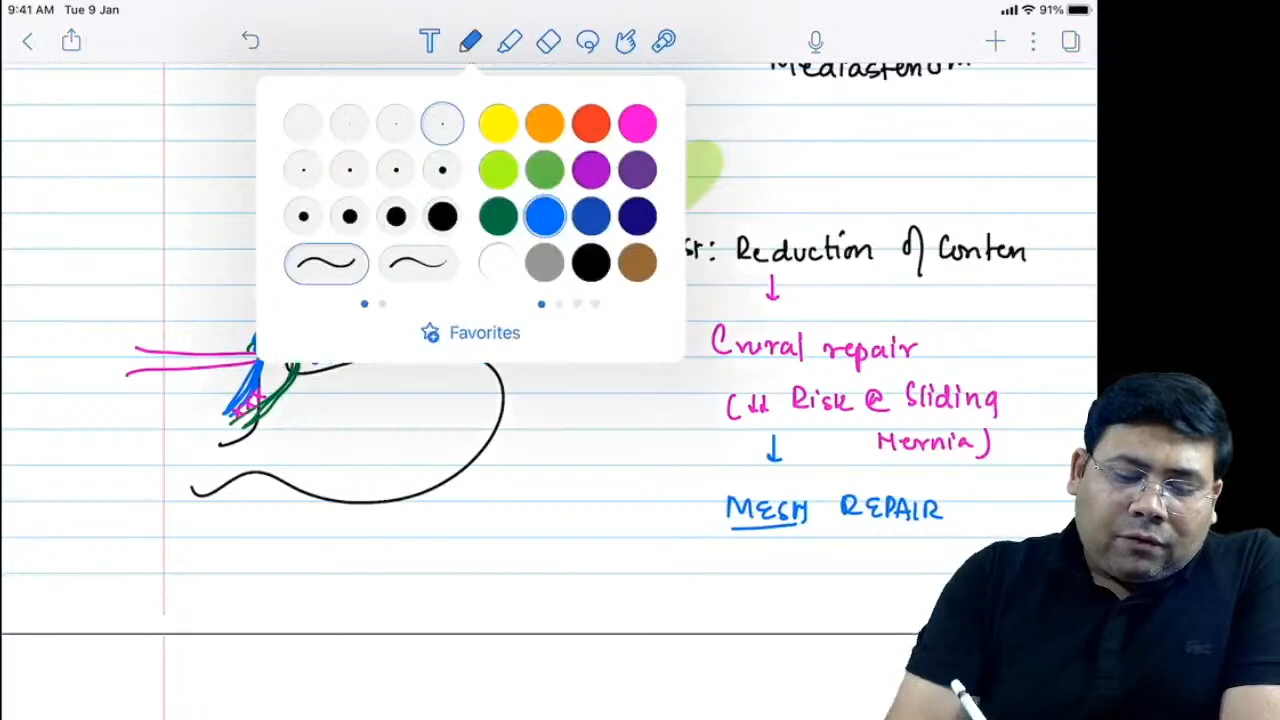 9:41 AM Tue 9 Jan
91%
T
Mediastenum
: Reduction of Conten
↓
Crural repair
(↓↓ Risk @ Sliding
Hernia)
↓
MESH REPAIR
Favorites